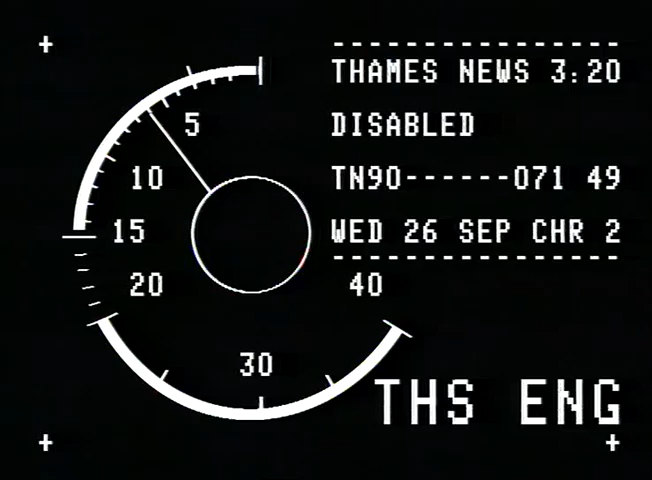 THAMES NEWS 3:20
DISABLED
TN90------071 49
WED 26 SEP CHR 2
5
10
15
20
30
40
THS ENG